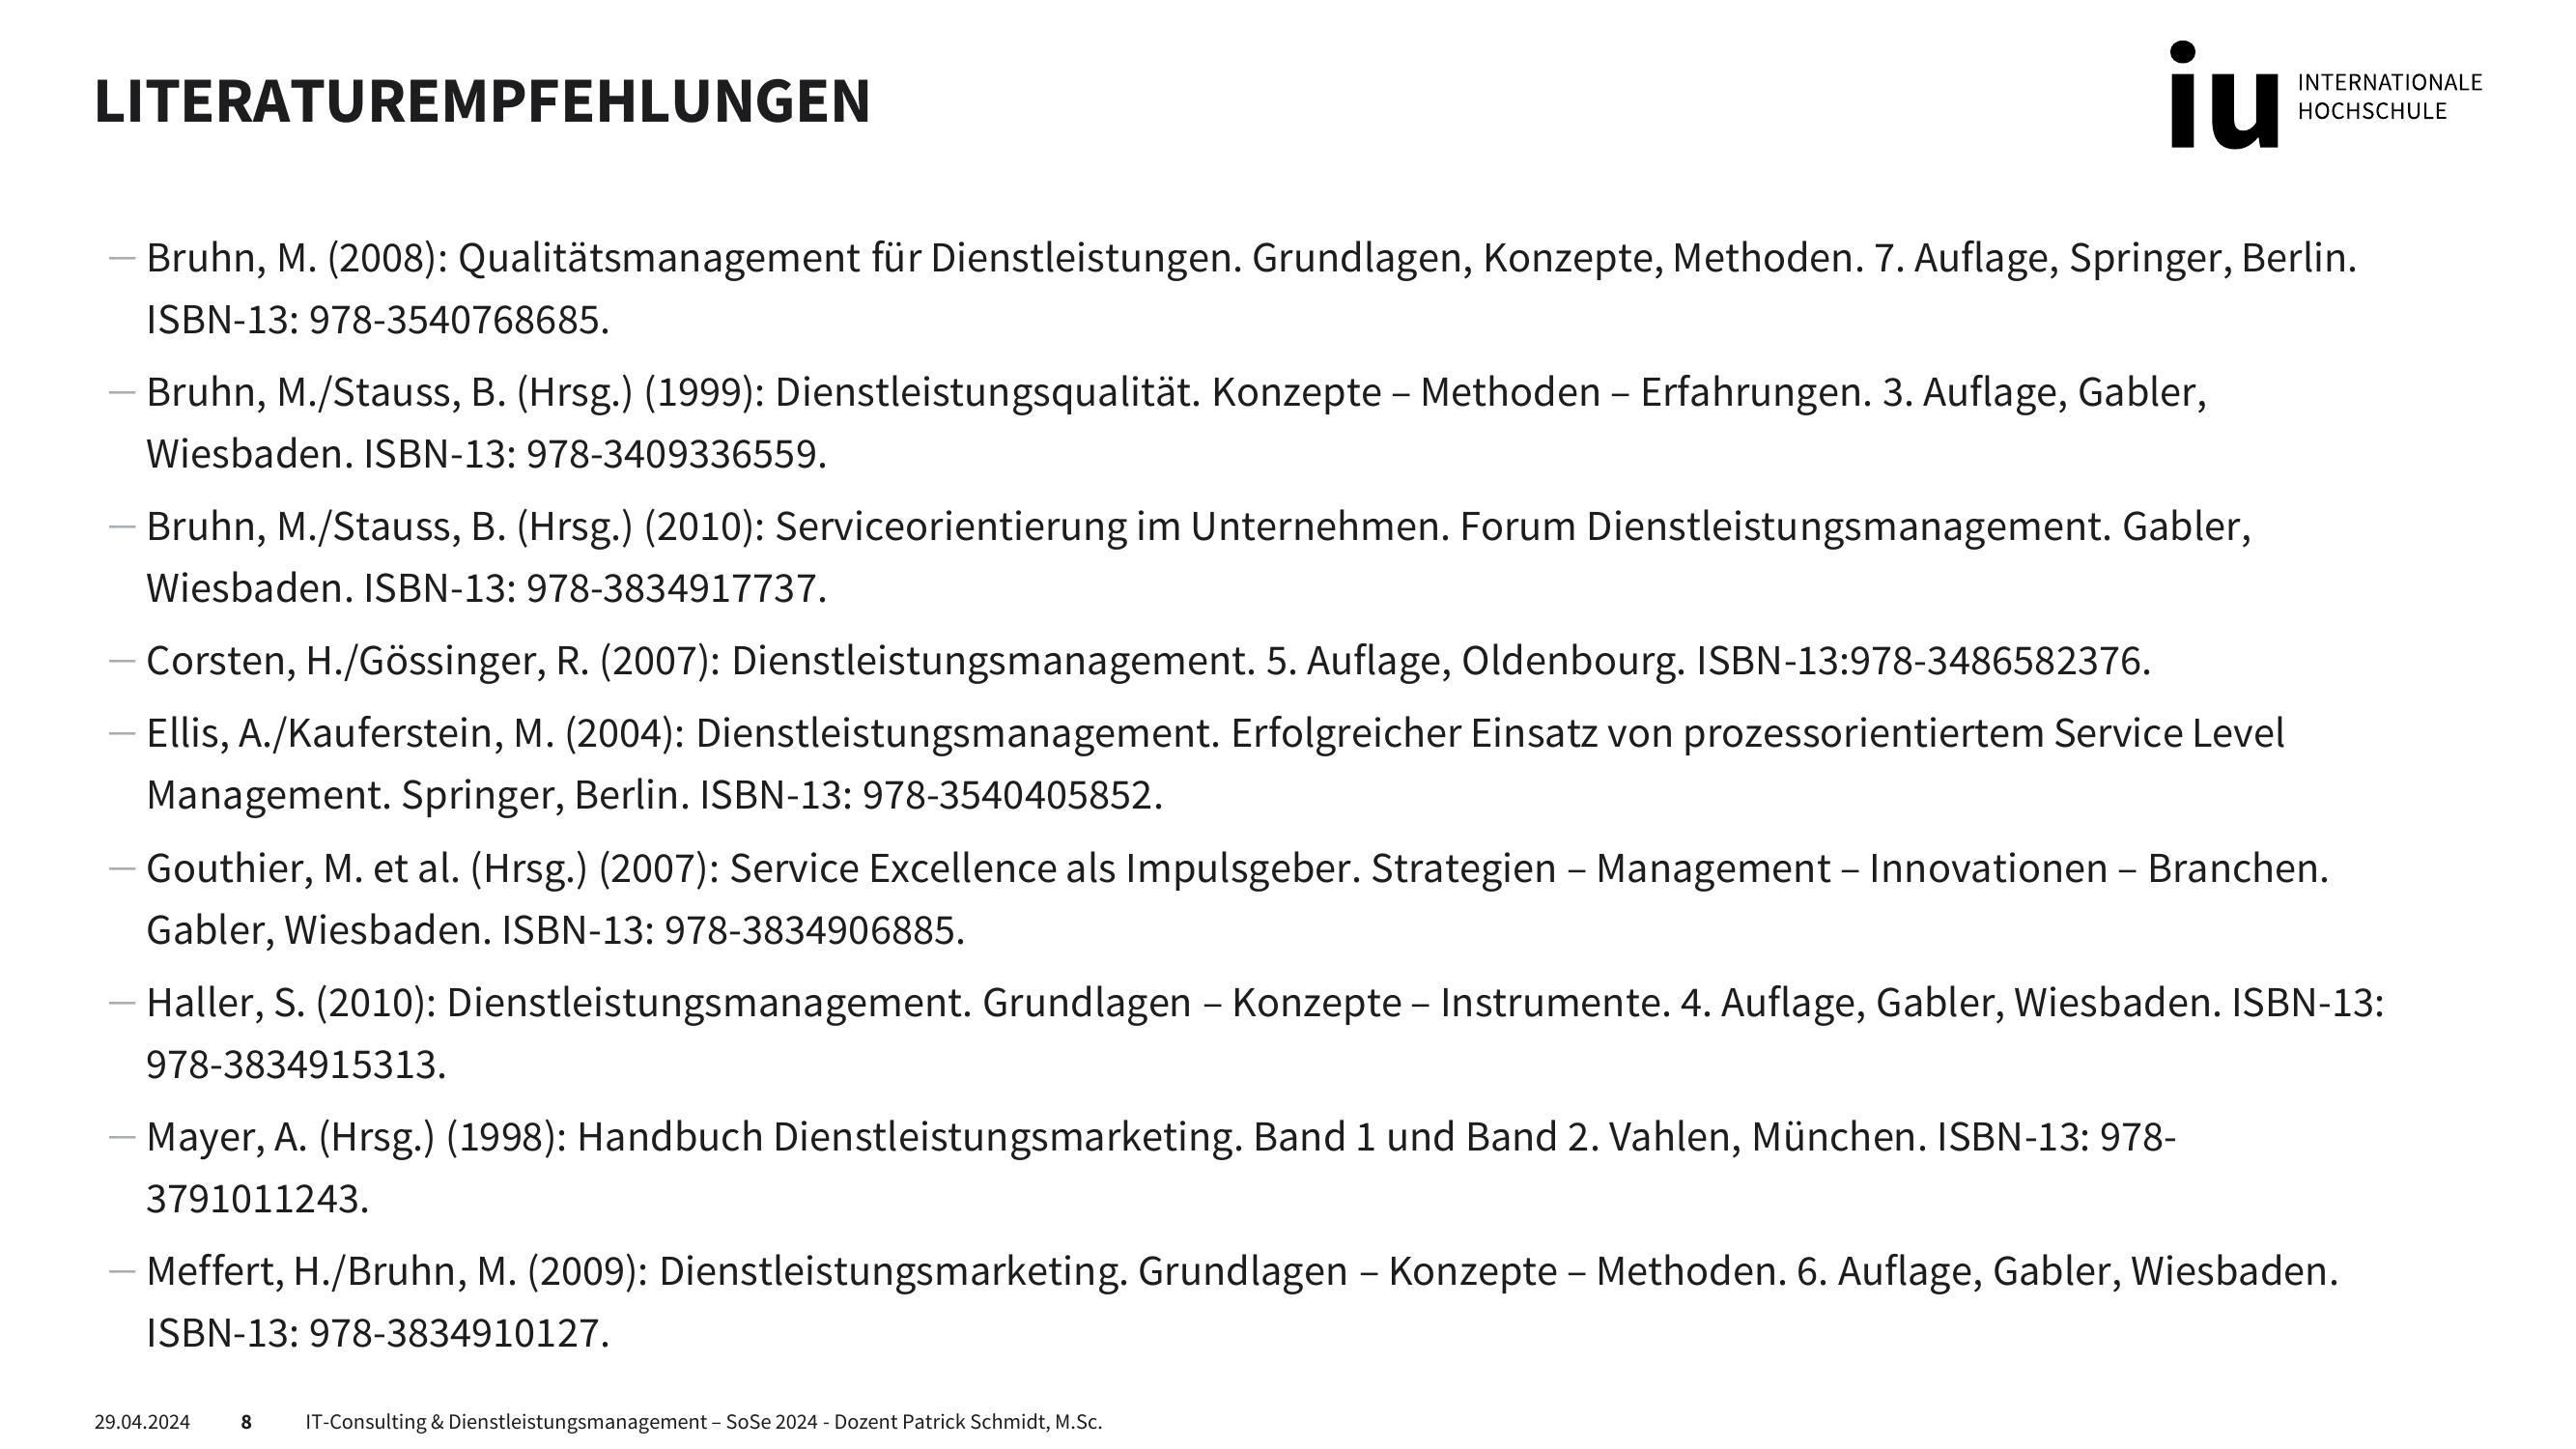 LITERATUREMPFEHLUNGEN
iu INTERNATIONALE
HOCHSCHULE
— Bruhn, M. (2008): Qualitätsmanagement für Dienstleistungen. Grundlagen, Konzepte, Methoden. 7. Auflage, Springer, Berlin.
ISBN-13: 978-3540768685.
— Bruhn, M./Stauss, B. (Hrsg.) (1999): Dienstleistungsqualität. Konzepte – Methoden – Erfahrungen. 3. Auflage, Gabler,
Wiesbaden. ISBN-13: 978-3409336559.
— Bruhn, M./Stauss, B. (Hrsg.) (2010): Serviceorientierung im Unternehmen. Forum Dienstleistungsmanagement. Gabler,
Wiesbaden. ISBN-13: 978-3834917737.
— Corsten, H./Gössinger, R. (2007): Dienstleistungsmanagement. 5. Auflage, Oldenbourg. ISBN-13:978-3486582376.
— Ellis, A./Kauferstein, M. (2004): Dienstleistungsmanagement. Erfolgreicher Einsatz von prozessorientiertem Service Level
Management. Springer, Berlin. ISBN-13: 978-3540405852.
— Gouthier, M. et al. (Hrsg.) (2007): Service Excellence als Impulsgeber. Strategien – Management – Innovationen – Branchen.
Gabler, Wiesbaden. ISBN-13: 978-3834906885.
— Haller, S. (2010): Dienstleistungsmanagement. Grundlagen – Konzepte – Instrumente. 4. Auflage, Gabler, Wiesbaden. ISBN-13:
978-3834915313.
— Mayer, A. (Hrsg.) (1998): Handbuch Dienstleistungsmarketing. Band 1 und Band 2. Vahlen, München. ISBN-13: 978-
3791011243.
— Meffert, H./Bruhn, M. (2009): Dienstleistungsmarketing. Grundlagen – Konzepte – Methoden. 6. Auflage, Gabler, Wiesbaden.
ISBN-13: 978-3834910127.
29.04.2024 8 IT-Consulting & Dienstleistungsmanagement – SoSe 2024 - Dozent Patrick Schmidt, M.Sc.